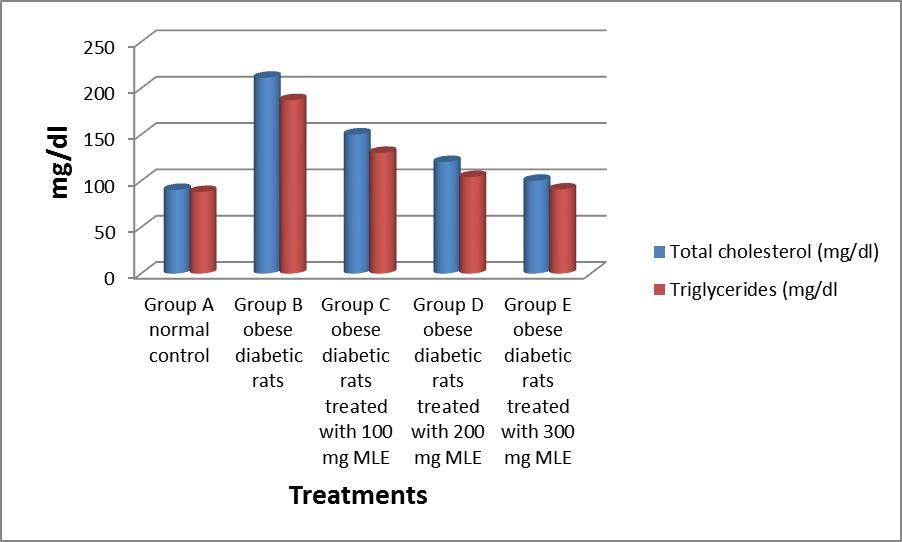 250
200
150
100
50
0
mg/dl
Group A
normal
control
Group B
obese
diabetic
rats
Group C
obese
diabetic
rats
treated
with 100
mg MLE
Group D
obese
diabetic
rats
treated
with 200
mg MLE
Group E
obese
diabetic
rats
treated
with 300
mg MLE
Treatments
Total cholesterol (mg/dl)
Triglycerides (mg/dl